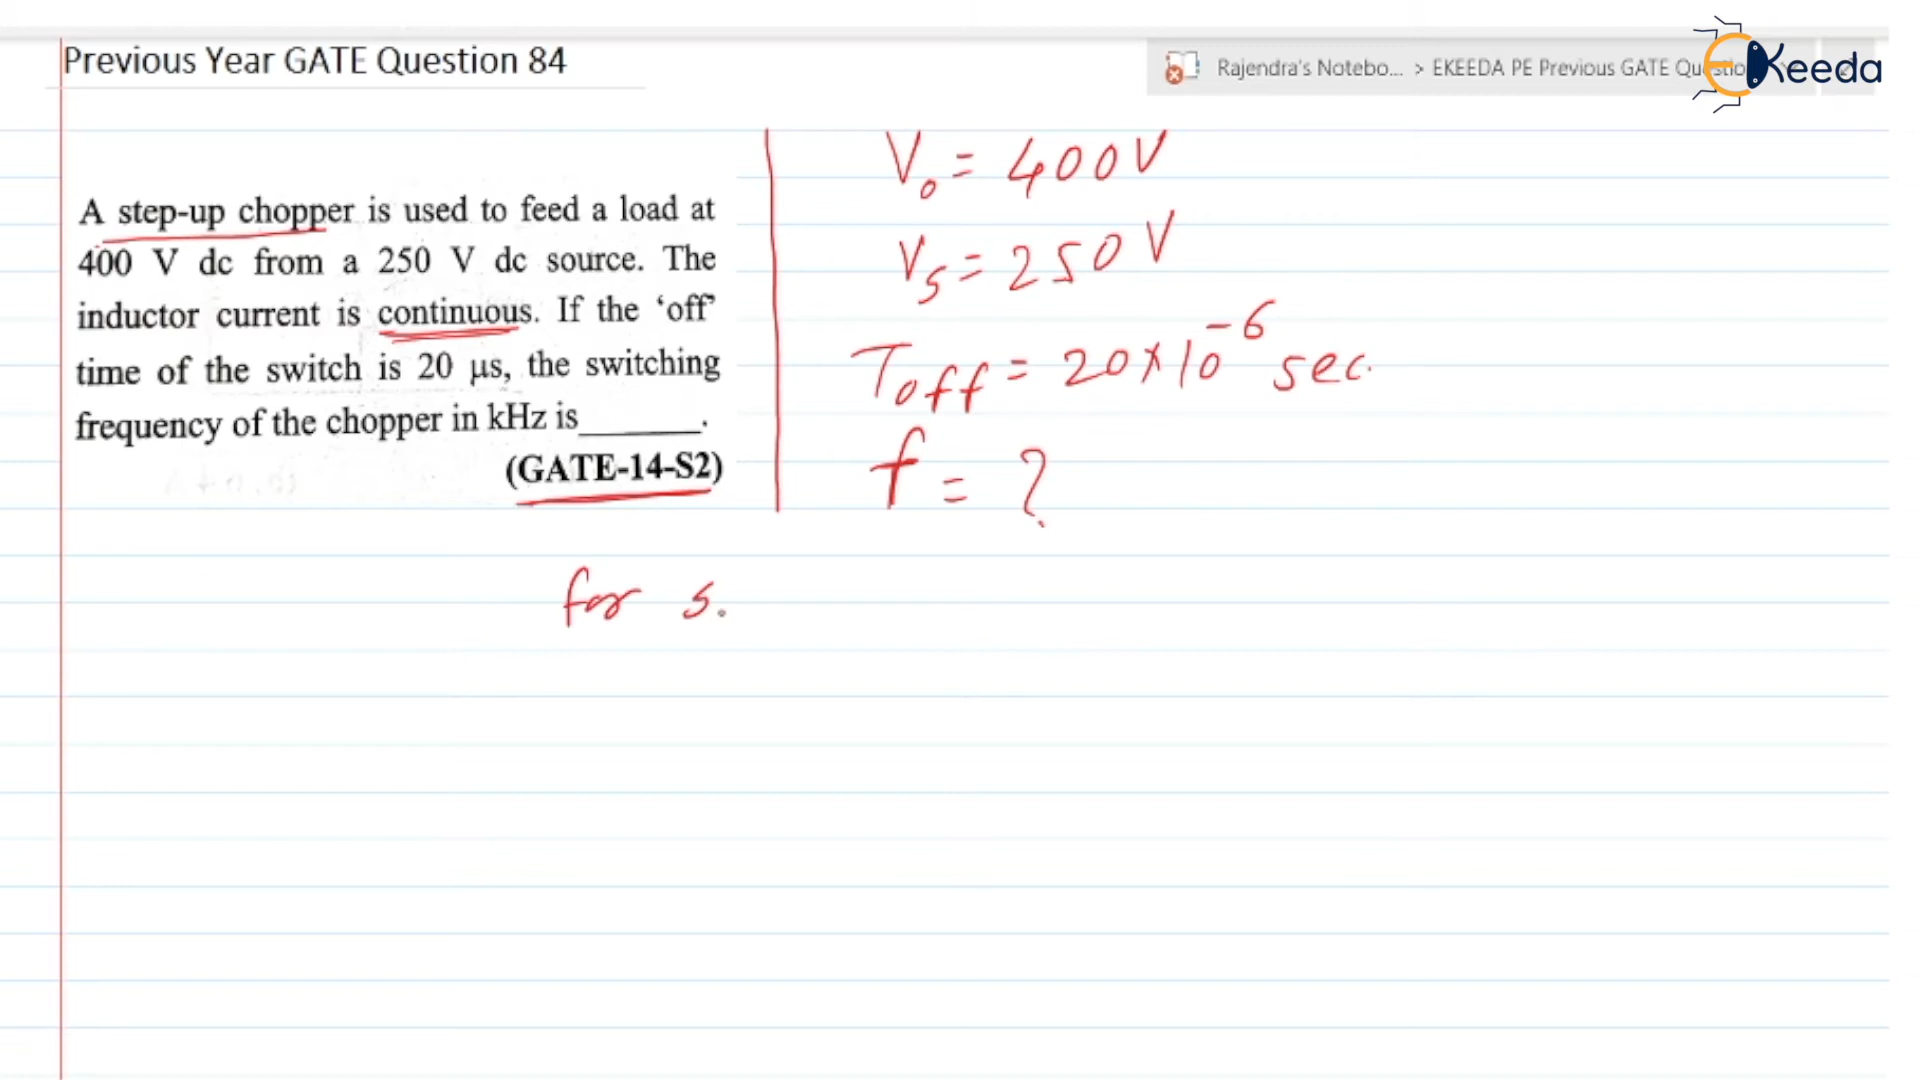 Previous Year GATE Question 84
Rajendra's Notebo... > EKEEDA PE Previous GATE Questio
Keeda
A step-up chopper is used to feed a load at
400 V dc from a 250 V dc source. The
inductor current is continuous. If the ‘off’
time of the switch is 20 μs, the switching
frequency of the chopper in kHz is_______.
(GATE-14-S2)
V₀ = 400V
Vs = 250 V
Toff = 20×10⁻⁶ sec.
f = ?
for s.